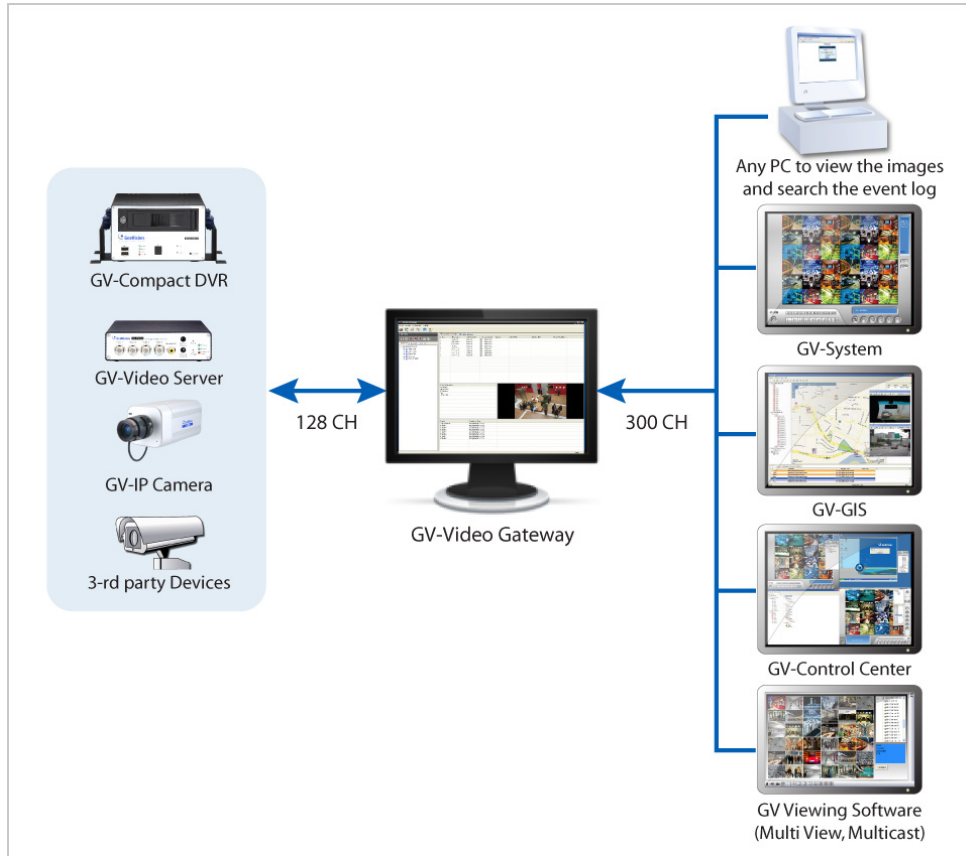 GV-Compact DVR
GV-Video Server
GV-IP Camera
3-rd party Devices
128 CH
GV-Video Gateway
300 CH
Any PC to view the images
and search the event log
GV-System
GV-GIS
GV-Control Center
GV Viewing Software
(Multi View, Multicast)